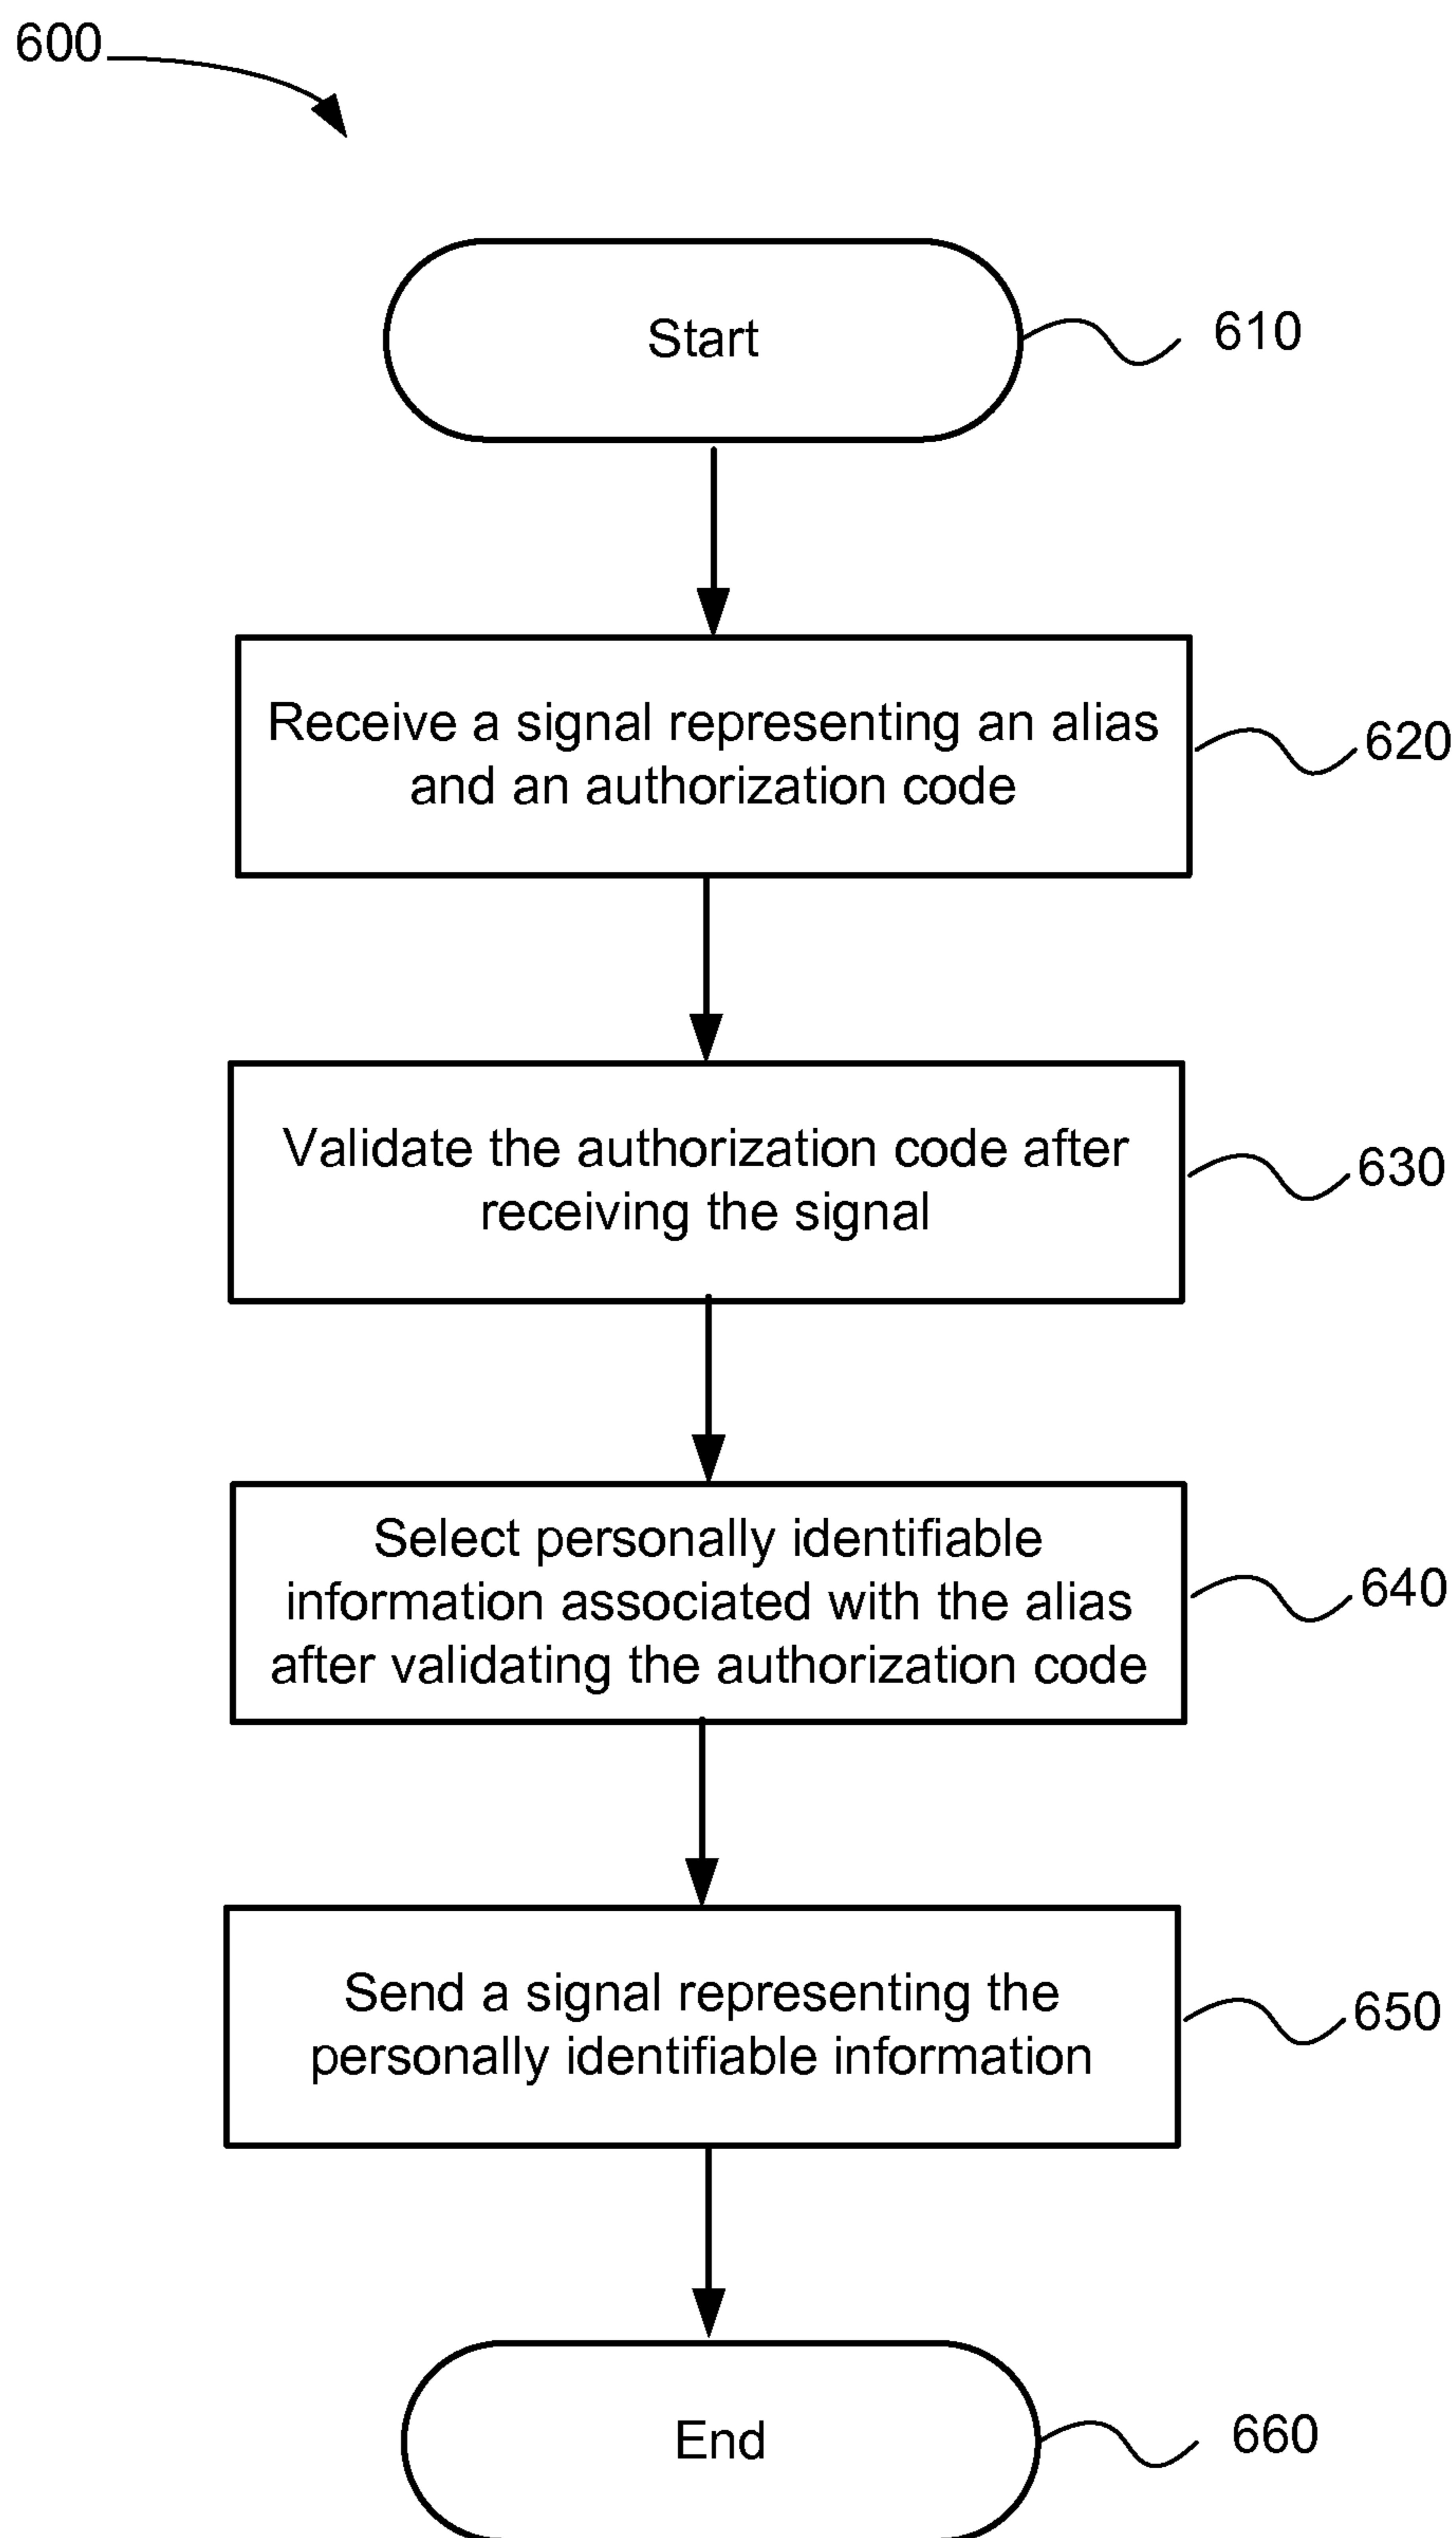 600
Start
610
Receive a signal representing an alias
and an authorization code
620
Validate the authorization code after
receiving the signal
630
Select personally identifiable
information associated with the alias
after validating the authorization code
640
Send a signal representing the
personally identifiable information
650
End
660